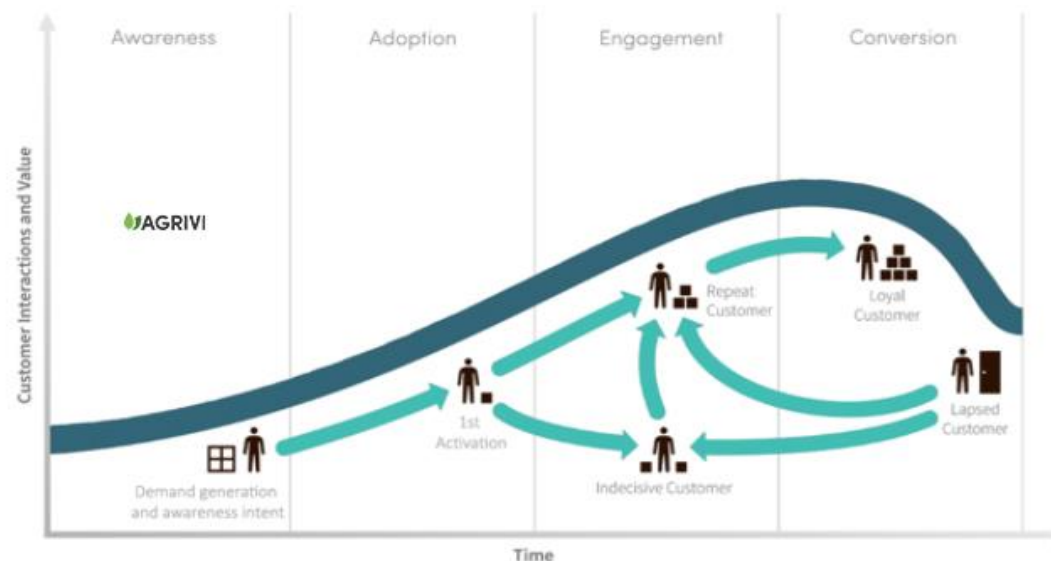 Awareness
Adoption
Engagement
Conversion
Customer Interactions and Value
AGRIVI
Repeat
Customer
Loyal
Customer
1st
Activation
Lapsed
Customer
Demand generation
and awareness intent
Indecisive Customer
Time